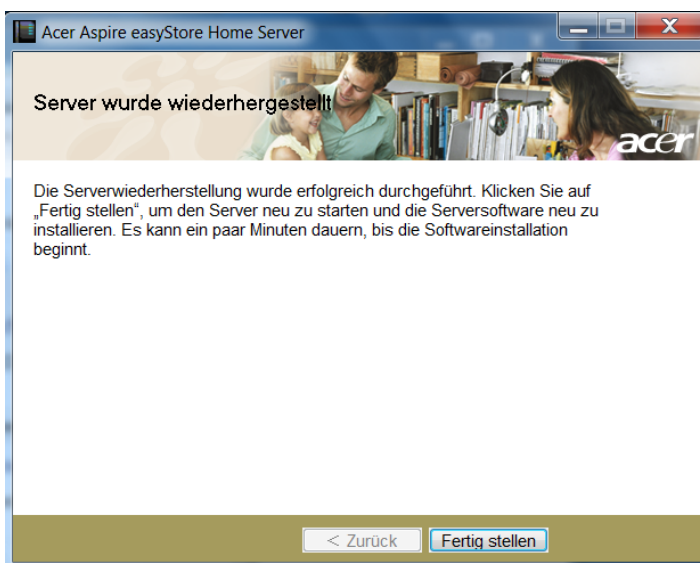 Acer Aspire easyStore Home Server
Server wurde wiederhergestellt
acer
Die Serverwiederherstellung wurde erfolgreich durchgeführt. Klicken Sie auf
„Fertig stellen“, um den Server neu zu starten und die Serversoftware neu zu
installieren. Es kann ein paar Minuten dauern, bis die Softwareinstallation
beginnt.
< Zurück
Fertig stellen